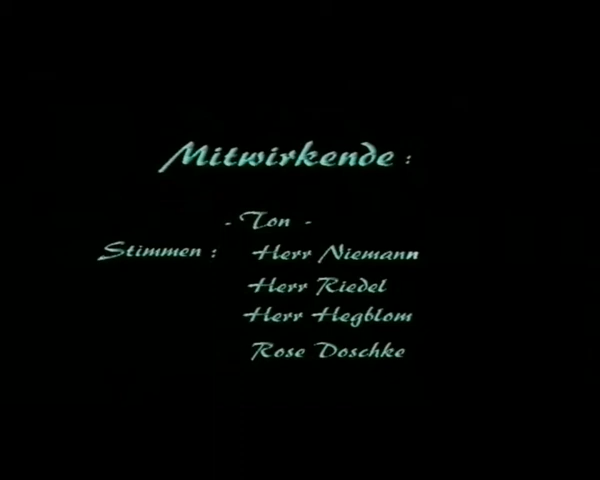 Mitwirkende :
- Ton -
Stimmen : Herr Niemann
Herr Riedel
Herr Hegblom
Rose Doschke